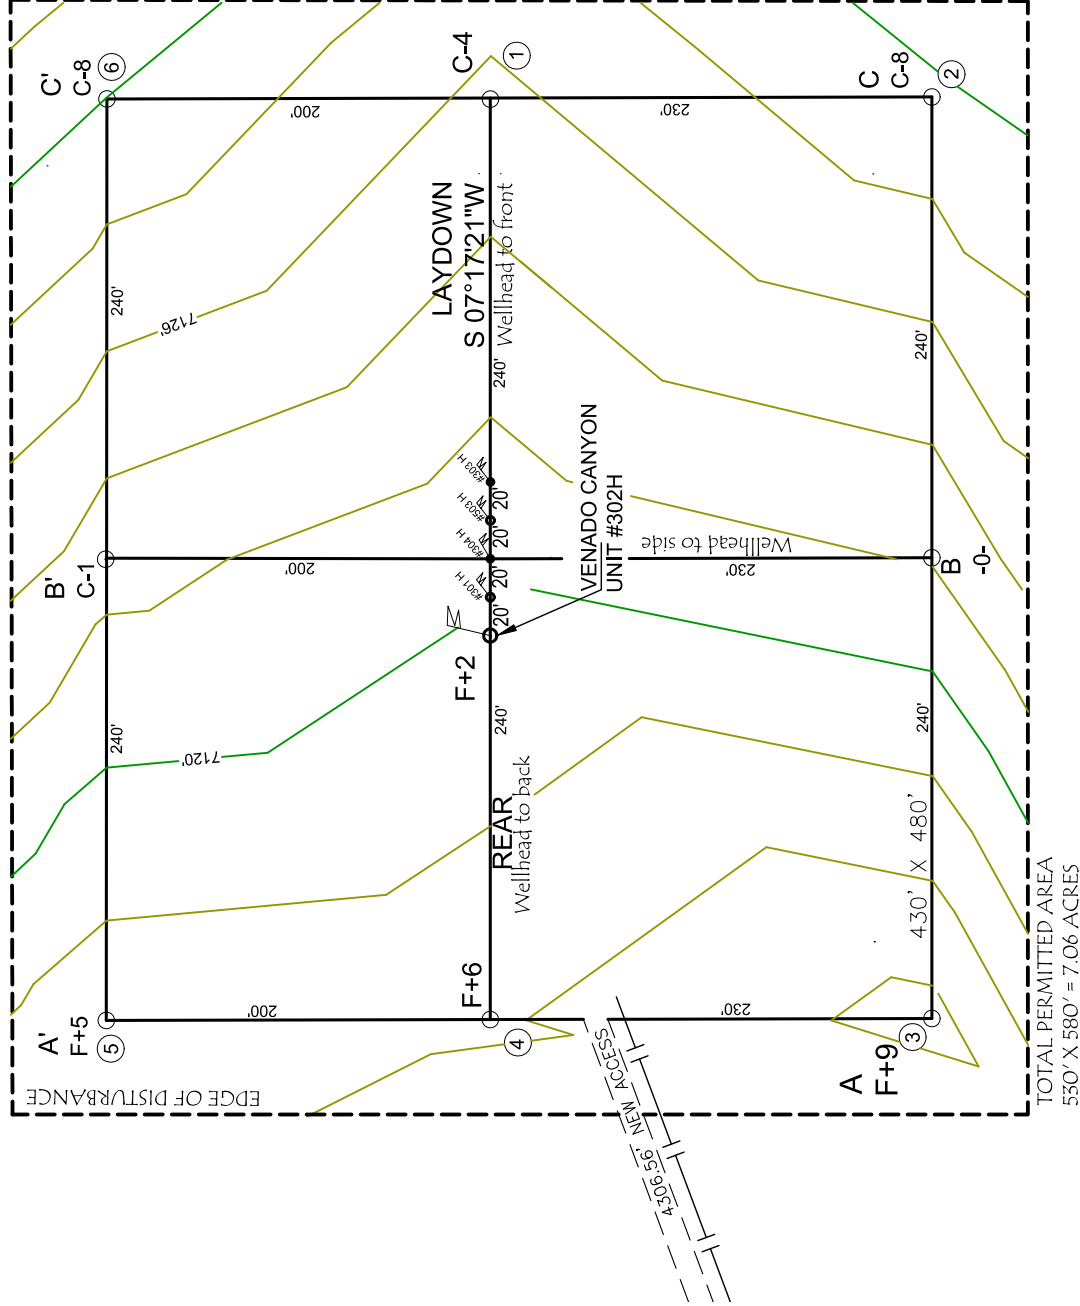 C'
C-8
6
C-4
1
C
C-8
2
200'
230'
LAYDOWN
S 07°17'21"W
Wellhead to front
240'
7126'
240'
240'
#303 H
20'
#503 H
20'
#304 H
20'
#301 H
20'
VENADO CANYON
UNIT #302H
B'
C-1
200'
Wellhead to side
230'
B
-0-
F+2
240'
240'
240'
7120'
REAR
Wellhead to back
430' X 480'
A'
F+5
5
200'
F+6
4
230'
A
F+9
3
EDGE OF DISTURBANCE
4306.56' NEW ACCESS
TOTAL PERMITTED AREA
530' X 580' = 7.06 ACRES